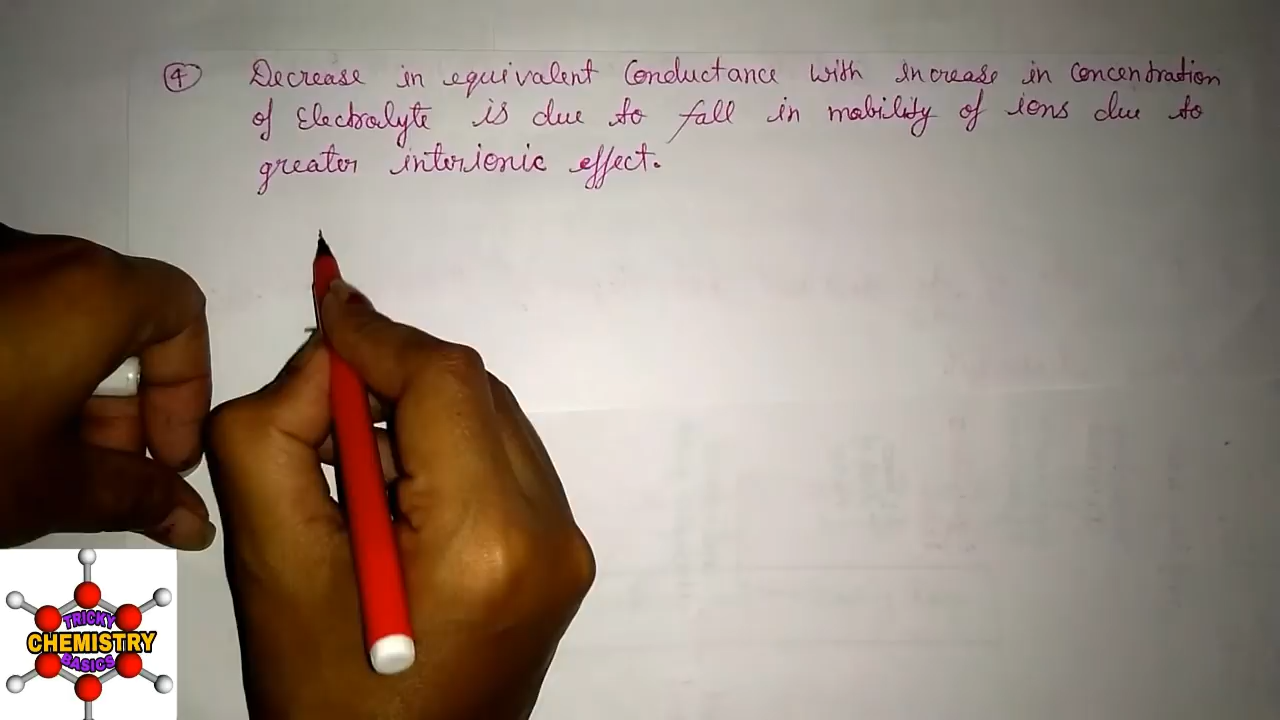 4 Decrease in equivalent Conductance with increase in concentration
of Electrolyte is due to fall in mobility of ions due to
greater interionic effect.
TRICKY
CHEMISTRY
BASICS